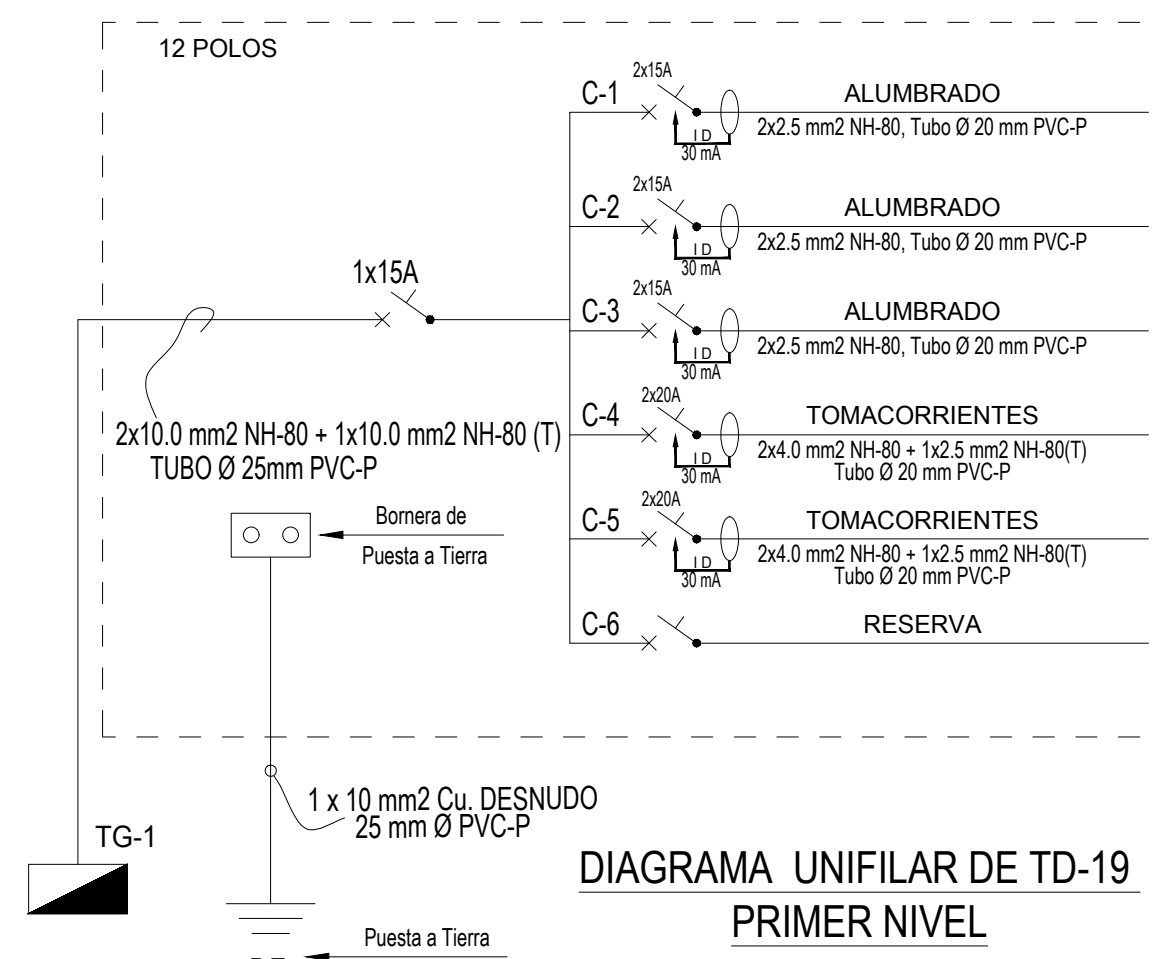 12 POLOS
2x15A
C-1
ALUMBRADO
I D
30 mA
2x2.5 mm2 NH-80, Tubo Ø 20 mm PVC-P
2x15A
C-2
ALUMBRADO
I D
30 mA
2x2.5 mm2 NH-80, Tubo Ø 20 mm PVC-P
1x15A
2x15A
C-3
ALUMBRADO
I D
30 mA
2x2.5 mm2 NH-80, Tubo Ø 20 mm PVC-P
2x10.0 mm2 NH-80 + 1x10.0 mm2 NH-80 (T)
TUBO Ø 25mm PVC-P
2x20A
C-4
TOMACORRIENTES
I D
30 mA
2x4.0 mm2 NH-80 + 1x2.5 mm2 NH-80(T)
Tubo Ø 20 mm PVC-P
2x20A
C-5
TOMACORRIENTES
I D
30 mA
2x4.0 mm2 NH-80 + 1x2.5 mm2 NH-80(T)
Tubo Ø 20 mm PVC-P
Bornera de
Puesta a Tierra
C-6
RESERVA
1 x 10 mm2 Cu. DESNUDO
25 mm Ø PVC-P
TG-1
Puesta a Tierra
DIAGRAMA UNIFILAR DE TD-19
PRIMER NIVEL